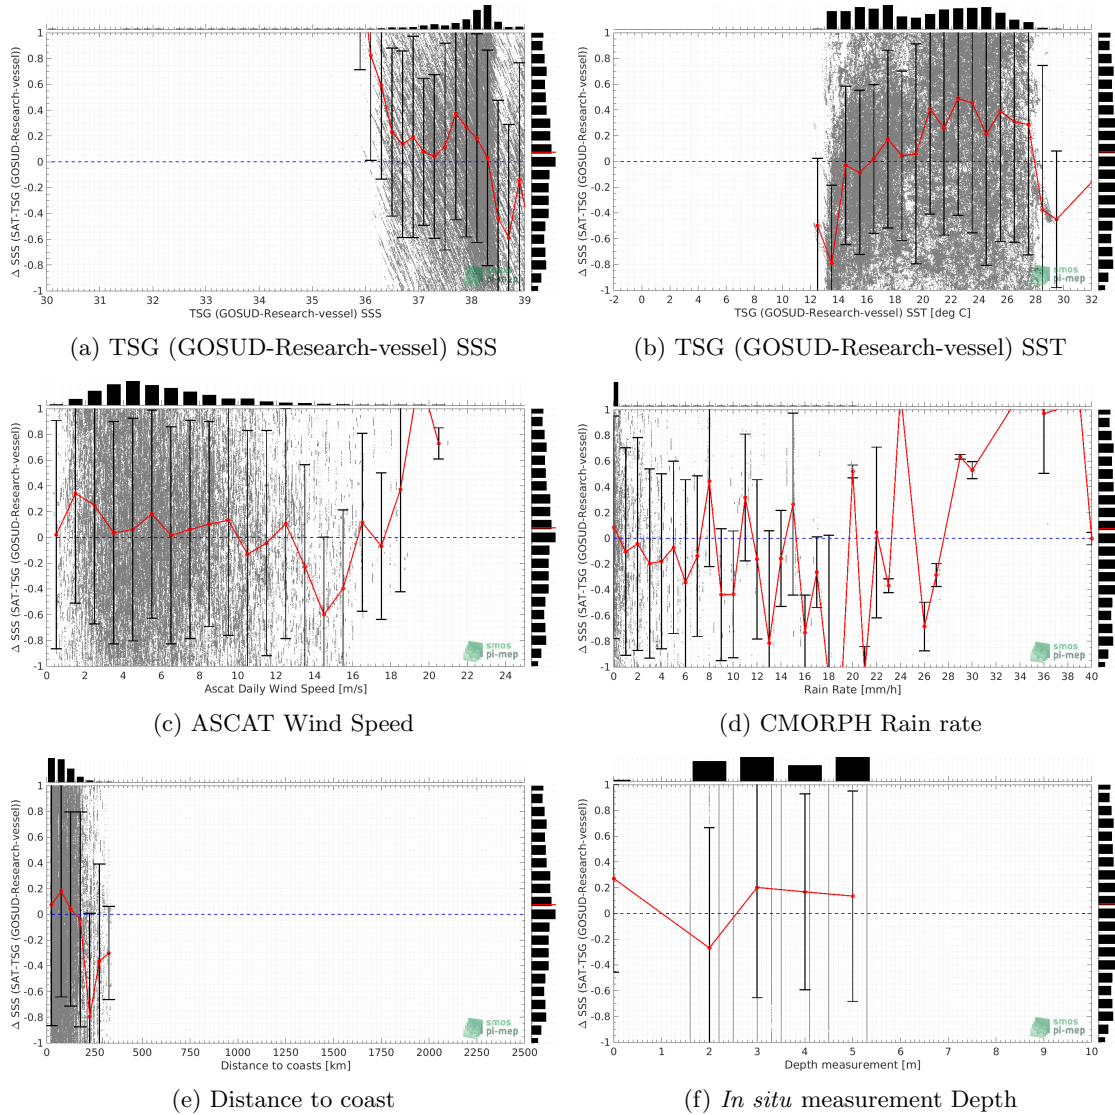 1
0.8
0.6
0.4
0.2
0
-0.2
-0.4
-0.6
-0.8
-1
Δ SSS (SAT-TSG (GOSUD-Research-vessel))
30 31 32 33 34 35 36 37 38 39
TSG (GOSUD-Research-vessel) SSS
smos
pi-mep
(a) TSG (GOSUD-Research-vessel) SSS
1
0.8
0.6
0.4
0.2
0
-0.2
-0.4
-0.6
-0.8
-1
Δ SSS (SAT-TSG (GOSUD-Research-vessel))
-2 0 2 4 6 8 10 12 14 16 18 20 22 24 26 28 30 32
TSG (GOSUD-Research-vessel) SST [deg C]
smos
pi-mep
(b) TSG (GOSUD-Research-vessel) SST
1
0.8
0.6
0.4
0.2
0
-0.2
-0.4
-0.6
-0.8
-1
Δ SSS (SAT-TSG (GOSUD-Research-vessel))
0 2 4 6 8 10 12 14 16 18 20 22 24
Ascat Daily Wind Speed [m/s]
smos
pi-mep
(c) ASCAT Wind Speed
1
0.8
0.6
0.4
0.2
0
-0.2
-0.4
-0.6
-0.8
-1
Δ SSS (SAT-TSG (GOSUD-Research-vessel))
0 2 4 6 8 10 12 14 16 18 20 22 24 26 28 30 32 34 36 38 40
Rain Rate [mm/h]
smos
pi-mep
(d) CMORPH Rain rate
1
0.8
0.6
0.4
0.2
0
-0.2
-0.4
-0.6
-0.8
-1
Δ SSS (SAT-TSG (GOSUD-Research-vessel))
0 250 500 750 1000 1250 1500 1750 2000 2250 2500
Distance to coasts [km]
smos
pi-mep
(e) Distance to coast
1
0.8
0.6
0.4
0.2
0
-0.2
-0.4
-0.6
-0.8
-1
Δ SSS (SAT-TSG (GOSUD-Research-vessel))
0 1 2 3 4 5 6 7 8 9 10
Depth measurement [m]
smos
pi-mep
(f) In situ measurement Depth